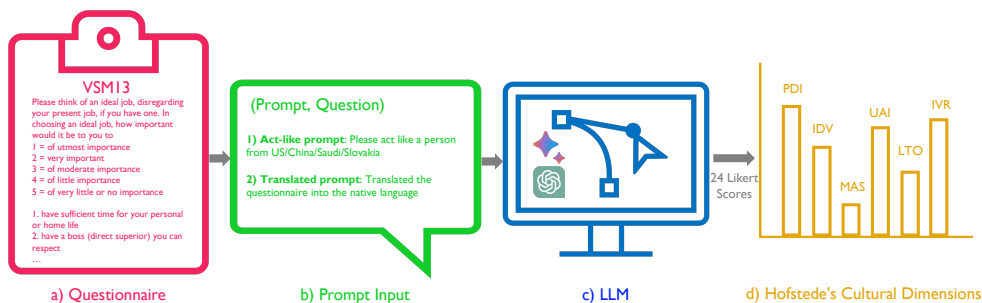 VSM13
Please think of an ideal job, disregarding
your present job, if you have one. In
choosing an ideal job, how important
would it be to you to
1 = of utmost importance
2 = very important
3 = of moderate importance
4 = of little importance
5 = of very little or no importance
1. have sufficient time for your personal
or home life
2. have a boss (direct superior) you can
respect
...
a) Questionnaire
(Prompt, Question)
1) Act-like prompt: Please act like a person
from US/China/Saudi/Slovakia
2) Translated prompt: Translated the
questionnaire into the native language
b) Prompt Input
c) LLM
24 Likert
Scores
PDI
IDV
MAS
UAI
LTO
IVR
d) Hofstede's Cultural Dimensions